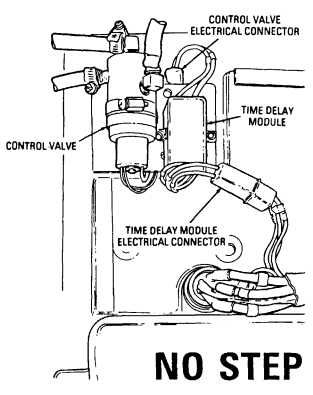 CONTROL VALVE
ELECTRICAL CONNECTOR
TIME DELAY
MODULE
CONTROL VALVE
TIME DELAY MODULE
ELECTRICAL CONNECTOR
NO STEP